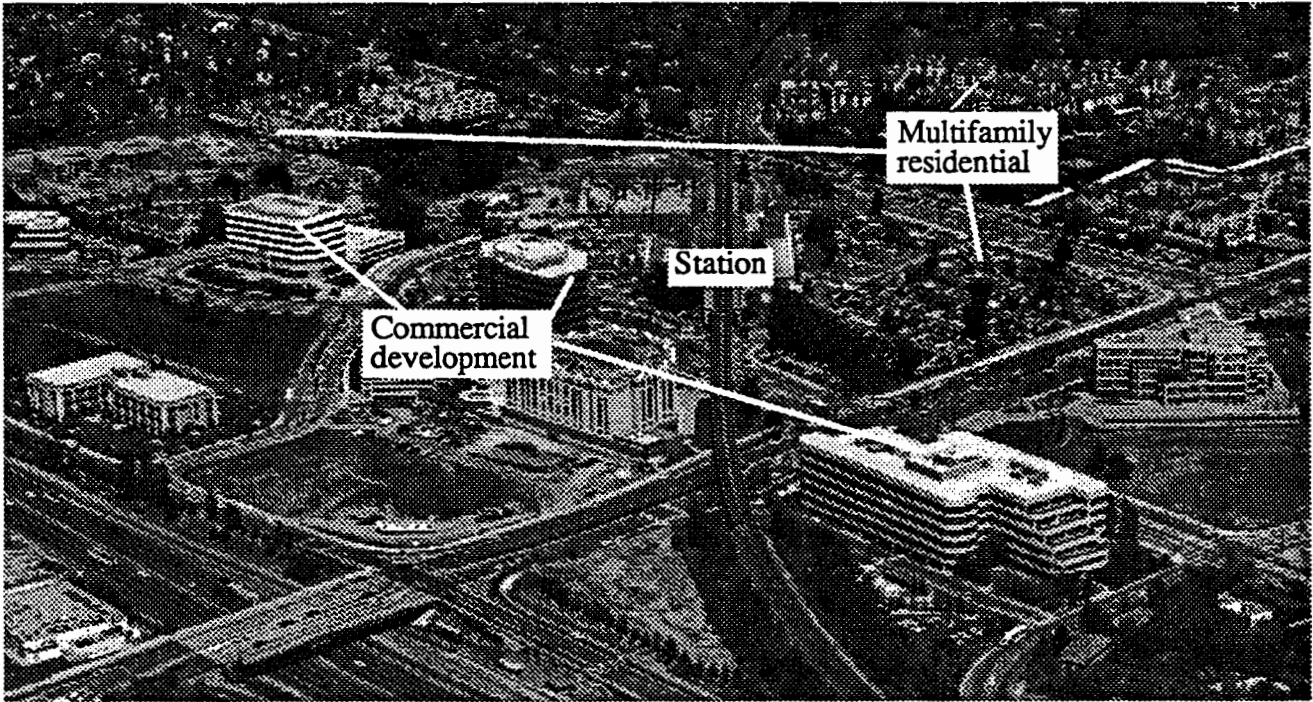 Multifamily
residential
Station
Commercial
development